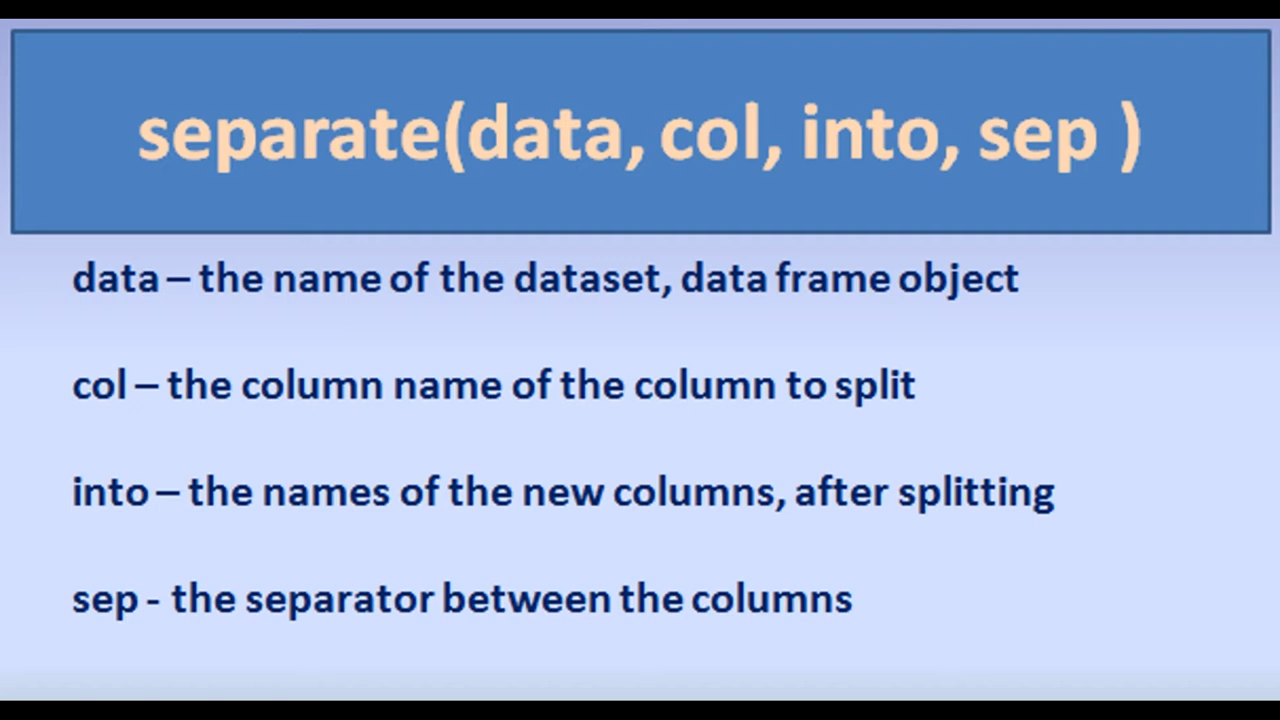 separate(data, col, into, sep )
data – the name of the dataset, data frame object
col – the column name of the column to split
into – the names of the new columns, after splitting
sep - the separator between the columns